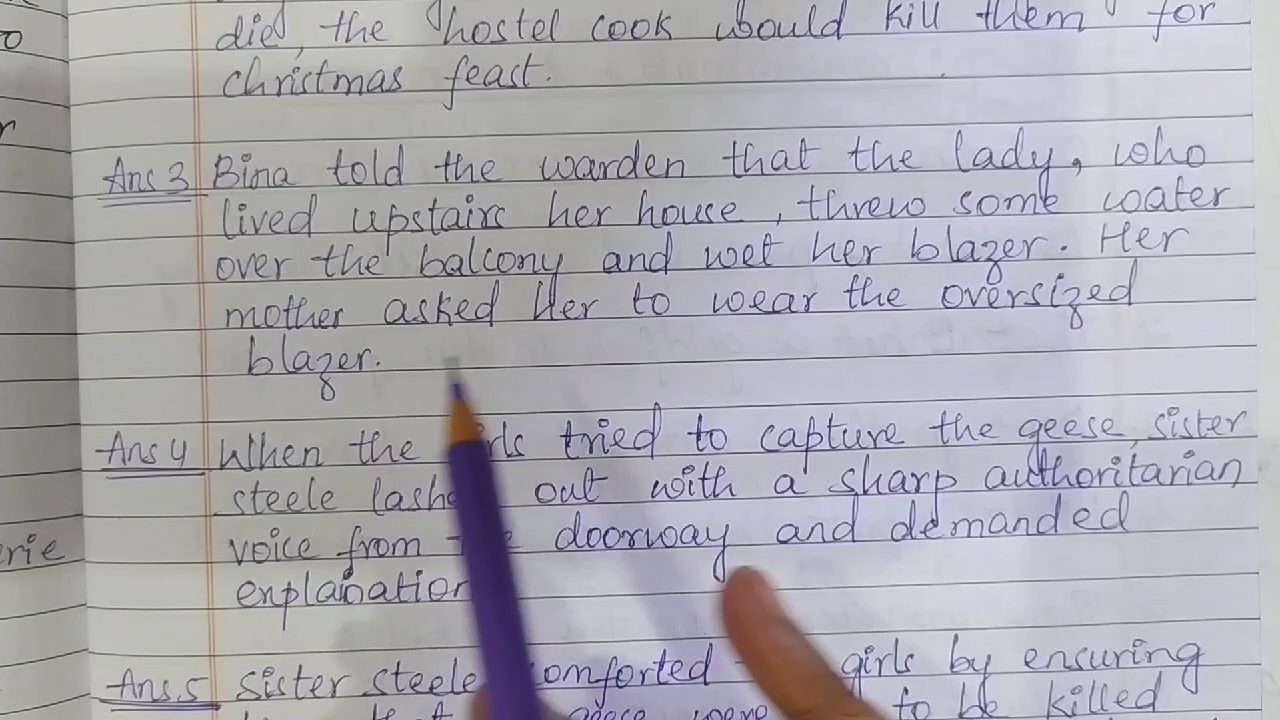 died, the hostel cook would kill them for
christmas feast.
Ans 3 Bina told the warden that the lady, who
lived upstairs her house, threw some water
over the balcony and wet her blazer. Her
mother asked Her to wear the oversized
blazer.
Ans 4 When the tried to capture the geese, sister
steele out with a sharp authoritarian
voice from doorway and demanded
Ans.5 Sister steele comforted girls by ensuring
geese were to be killed